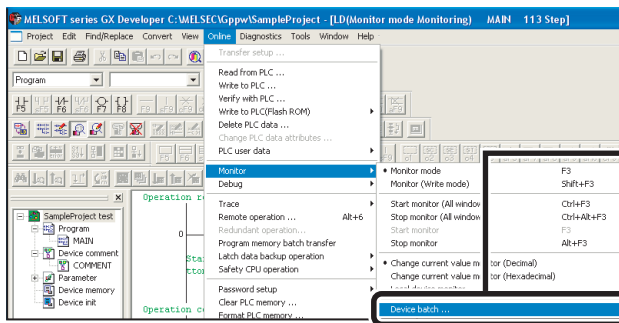 MELSOFT series GX Developer C:\MELSEC\Gppw\SampleProject - [LD(Monitor mode Monitoring) MAIN 113 Step]
Project Edit Find/Replace Convert View Online Diagnostics Tools Window Help
Transfer setup ...
Program
Read from PLC ...
Write to PLC ...
Verify with PLC ...
Write to PLC(Flash ROM)
Delete PLC data ...
Change PLC data attributes ...
PLC user data
Monitor
Debug
Trace
Remote operation ... Alt+6
Redundant operation...
Program memory batch transfer
Latch data backup operation
Safety CPU operation
Password setup
Clear PLC memory ...
Format PLC memory ...
Monitor mode F3
Monitor (Write mode) Shift+F3
Start monitor (All window Ctrl+F3
Stop monitor (All window Ctrl+Alt+F3
Start monitor F3
Stop monitor Alt+F3
Change current value monitor (Decimal)
Change current value monitor (Hexadecimal)
Device batch ...
SampleProject test
Program
MAIN
Device comment
COMMENT
Parameter
Device memory
Device init
Operation re
0
Sta
tton
Operation co